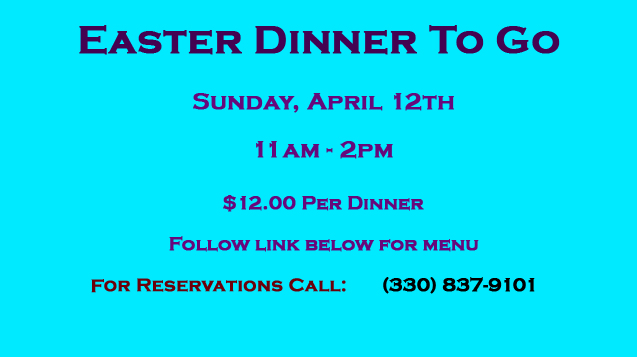 Easter Dinner To Go
Sunday, April 12th
11am - 2pm
$12.00 Per Dinner
Follow link below for menu
For Reservations Call: (330) 837-9101